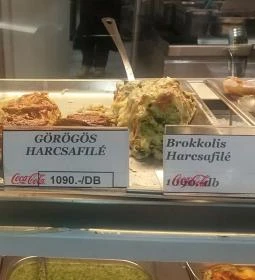 GÖRÖGÖS
HARCSAFILÉ
Coca-Cola 1090.-/DB
Brokkolis
Harcsafilé
Coca-Cola
1090.-/db